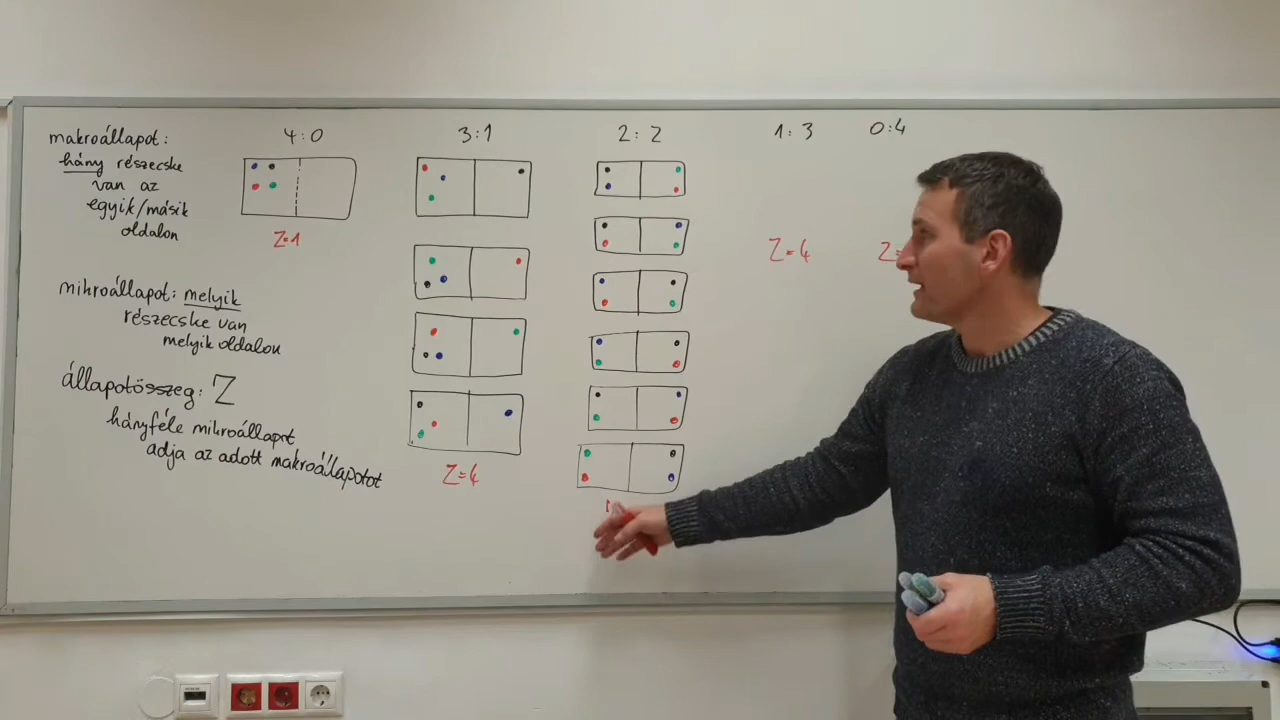 makroállapot:
hány részecske
van az
egyik/másik
oldalon
mikroállapot: melyik
részecske van
melyik oldalon
állapotösszeg: Z
hányféle mikroállapot
adja az adott makroállapotot
4:0
Z=1
3:1
Z=4
2:2
1:3
Z=4
0:4